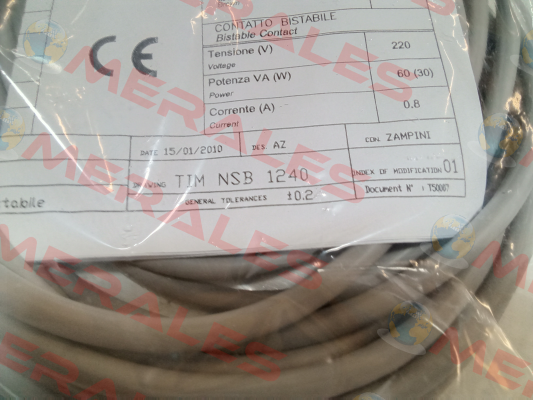 CONTATTO BISTABILE
Bistable Contact
Tensione (V)
Voltage
220
Potenza VA (W)
Power
60 (30)
Corrente (A)
Current
0.8
CE
DATE 15/01/2010
DES. AZ
CON. ZAMPINI
DRAWING TIM NSB 1240
INDEX OF MODIFICATION 01
GENERAL TOLERANCES ±0.2
Document N° : TS0087
stabile
MERALES
MERALES
MERALES
MERALES